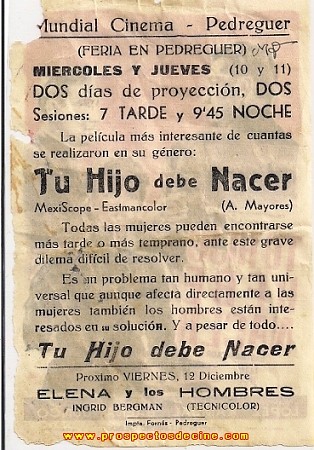 Mundial Cinema - Pedreguer
(FERIA EN PEDREGUER)
MIERCOLES Y JUEVES (10 y 11)
DOS días de proyección, DOS
Sesiones: 7 TARDE y 9'45 NOCHE
La película más interesante de cuantas
se realizaron en su género:
Tu Hijo debe Nacer
MexiScope - Eastmancolor (A. Mayores)
Todas las mujeres pueden encontrarse
más tarde o más temprano, ante este grave
dilema difícil de resolver.
Es un problema tan humano y tan uni-
versal que aunque afecta directamente a las
mujeres también los hombres están inte-
resados en su solución. Y a pesar de todo....
Tu Hijo debe Nacer
Proximo VIERNES, 12 Diciembre
ELENA y los HOMBRES
INGRID BERGMAN (TECNICOLOR)
Impta. Fornés - Pedreguer
www.prospectosdecine.com